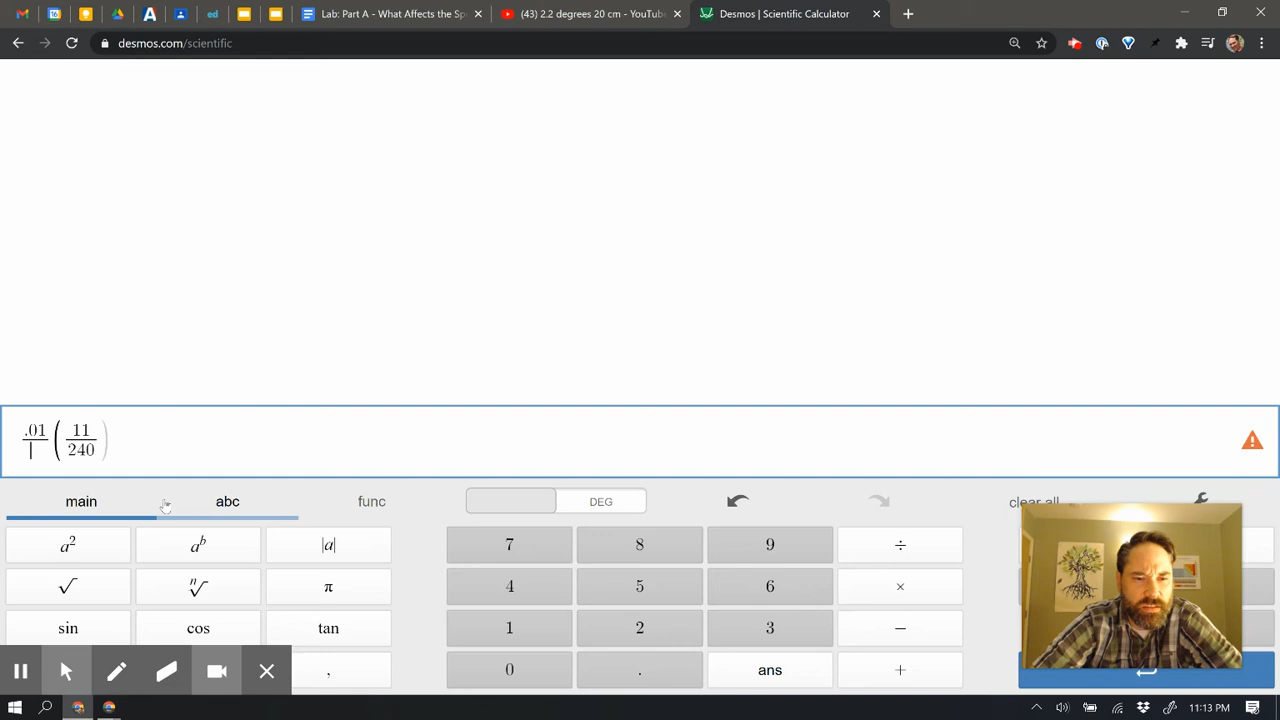 Lab: Part A - What Affects the Sp
(43) 2.2 degrees 20 cm - YouTube
Desmos | Scientific Calculator
desmos.com/scientific
.01
(11
240)
main
abc
func
DEG
clear all
a² aᵇ |a| 7 8 9 ÷
√ ⁿ√ π 4 5 6 ×
sin cos tan 1 2 3 −
, 0 . ans +
11:13 PM